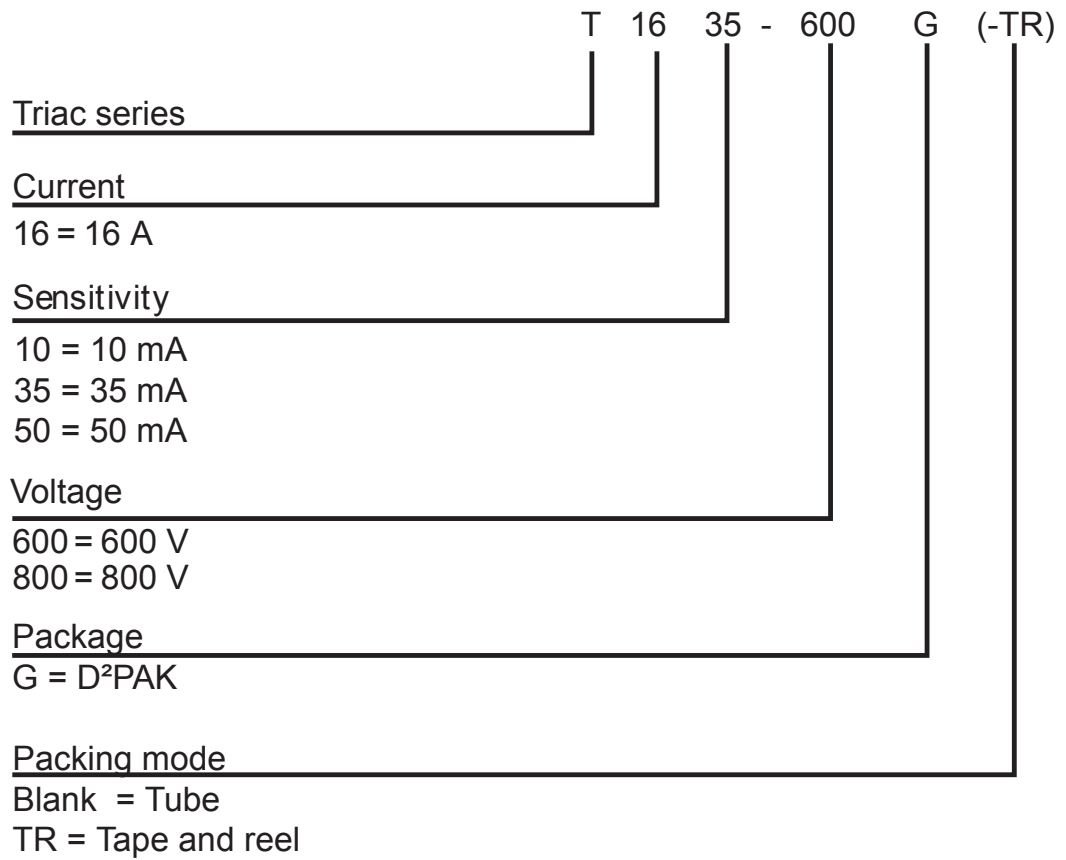 T 16 35 - 600 G (-TR)
Triac series
Current
16 = 16 A
Sensitivity
10 = 10 mA
35 = 35 mA
50 = 50 mA
Voltage
600 = 600 V
800 = 800 V
Package
G = D²PAK
Packing mode
Blank = Tube
TR = Tape and reel